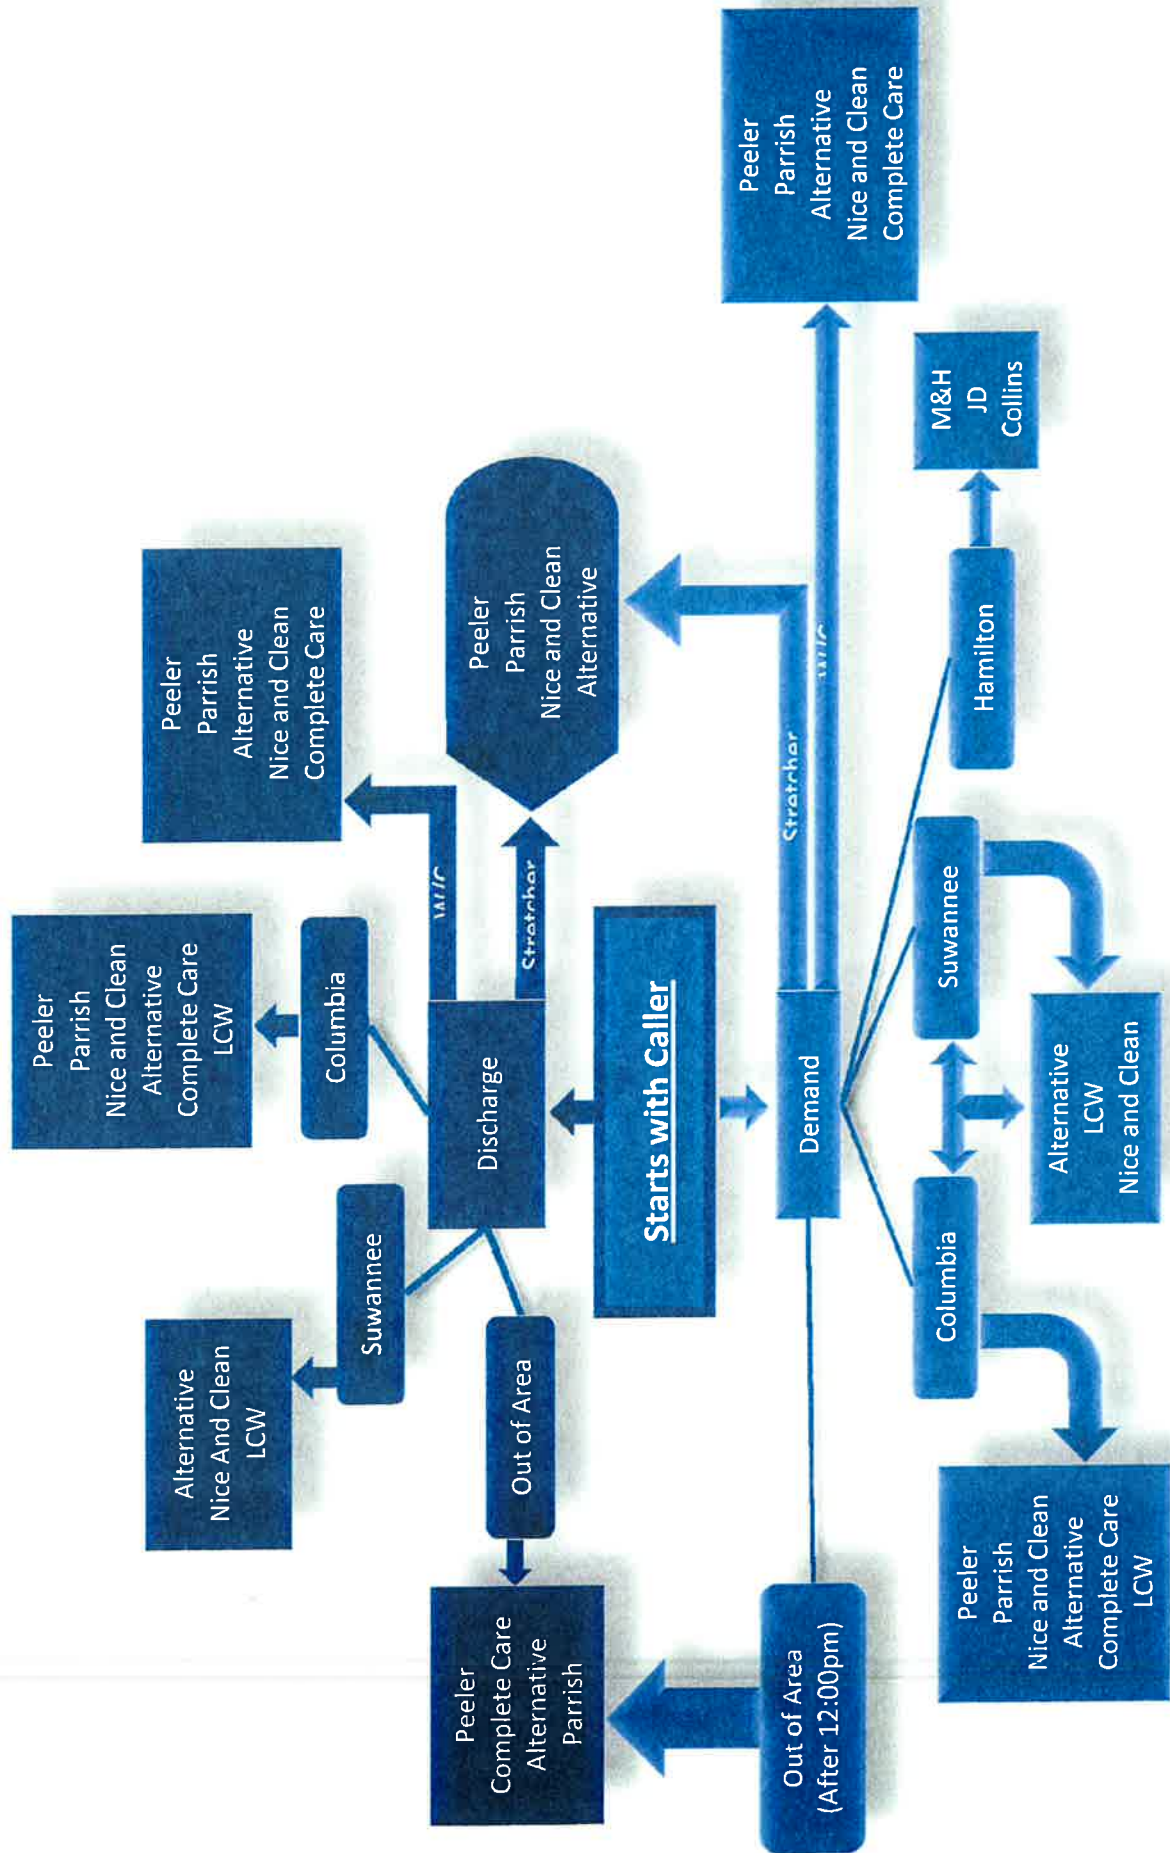 Alternative
Nice And Clean
LCW
Peeler
Parrish
Nice and Clean
Alternative
Complete Care
LCW
Peeler
Parrish
Alternative
Nice and Clean
Complete Care
Suwannee
Columbia
W/C
Peeler
Complete Care
Alternative
Parrish
Out of Area
Discharge
Stretcher
Peeler
Parrish
Nice and Clean
Alternative
Starts with Caller
Out of Area
(After 12:00pm)
Demand
Stretcher
W/C
Peeler
Parrish
Alternative
Nice and Clean
Complete Care
Columbia
Suwannee
Hamilton
M&H
JD
Collins
Peeler
Parrish
Nice and Clean
Alternative
Complete Care
LCW
Alternative
LCW
Nice and Clean